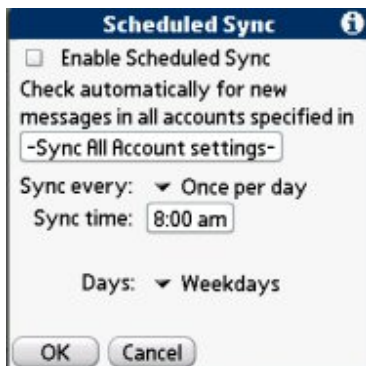 Scheduled Sync
Enable Scheduled Sync
Check automatically for new
messages in all accounts specified in
-Sync All Account settings-
Sync every: Once per day
Sync time: 8:00 am
Days: Weekdays
OK Cancel